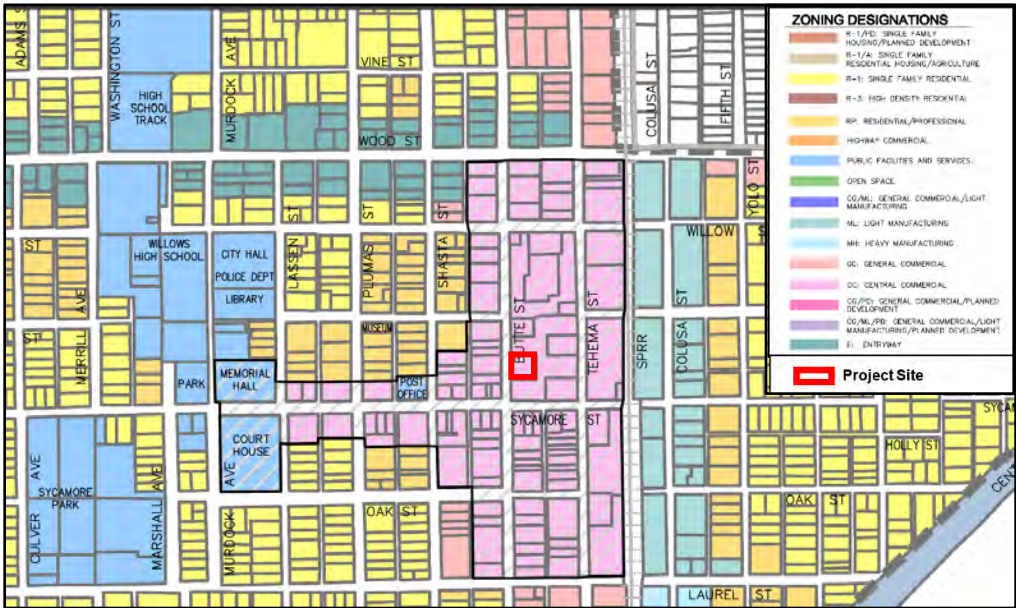 ADAMS ST
WASHINGTON ST
HIGH
SCHOOL
TRACK
MURDOCK AVE
VINE ST
WOOD ST
COLUSA ST
FIFTH ST
YOLO ST
ZONING DESIGNATIONS
R-1/PD: SINGLE FAMILY
HOUSING/PLANNED DEVELOPMENT
R-1/A: SINGLE FAMILY
RESIDENTIAL HOUSING/AGRICULTURE
R-1: SINGLE FAMILY RESIDENTIAL
R-3: HIGH DENSITY RESIDENTIAL
RP: RESIDENTIAL/PROFESSIONAL
HIGHWAY COMMERCIAL
PUBLIC FACILITIES AND SERVICES
OPEN SPACE
CG/ML: GENERAL COMMERCIAL/LIGHT
MANUFACTURING
ML: LIGHT MANUFACTURING
MH: HEAVY MANUFACTURING
GC: GENERAL COMMERCIAL
CC: CENTRAL COMMERCIAL
CG/PD: GENERAL COMMERCIAL/PLANNED
DEVELOPMENT
CG/ML/PD: GENERAL COMMERCIAL/LIGHT
MANUFACTURING/PLANNED DEVELOPMENT
E: ENTRYWAY
Project Site
ST
WILLOWS
HIGH SCHOOL
CITY HALL
POLICE DEPT
LIBRARY
LASSEN ST
PLUMAS ST
SHASTA ST
BUTTE ST
TEHEMA ST
SPRR
COLUSA ST
WILLOW S
ST
MERRILL AVE
MUSEUM
PARK
MEMORIAL
HALL
POST
OFFICE
COURT
HOUSE
SYCAMORE ST
SYCA
HOLLY ST
CULVER AVE
SYCAMORE
PARK
MARSHALL AVE
MURDOCK AVE
OAK ST
OAK ST
CENT
LAUREL ST